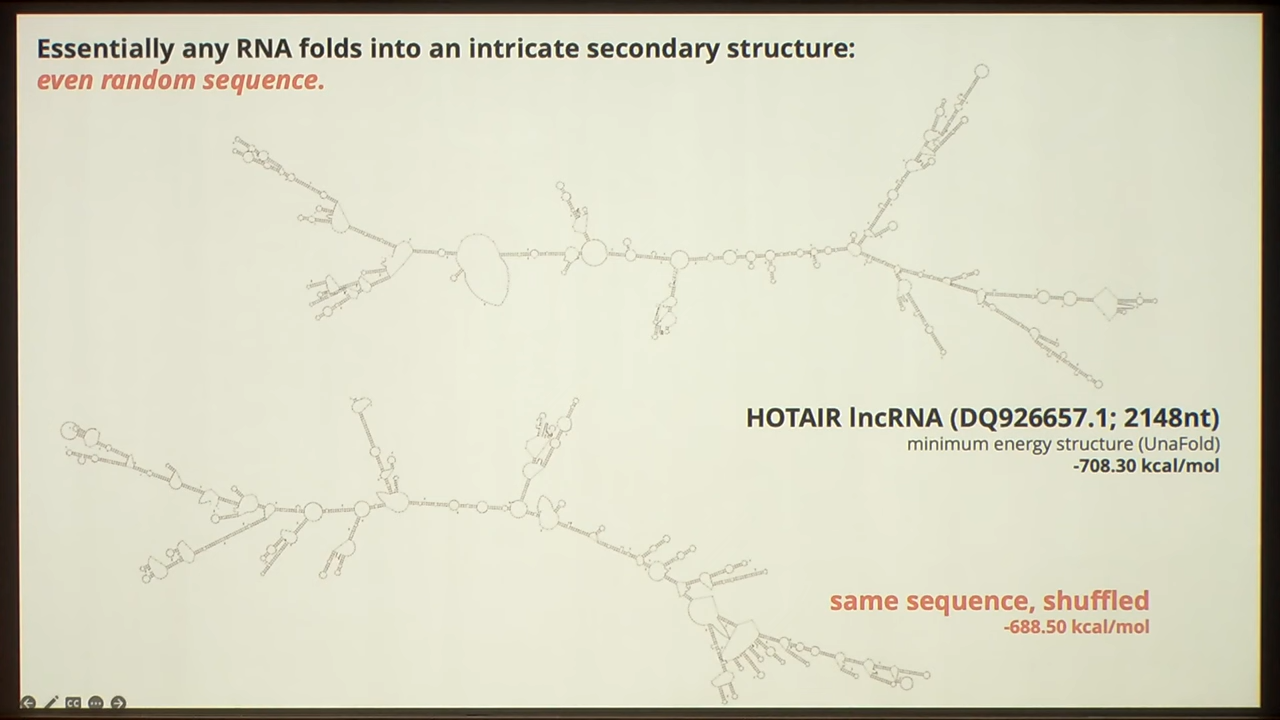 Essentially any RNA folds into an intricate secondary structure:
even random sequence.
HOTAIR lncRNA (DQ926657.1; 2148nt)
minimum energy structure (UnaFold)
-708.30 kcal/mol
same sequence, shuffled
-688.50 kcal/mol
CC